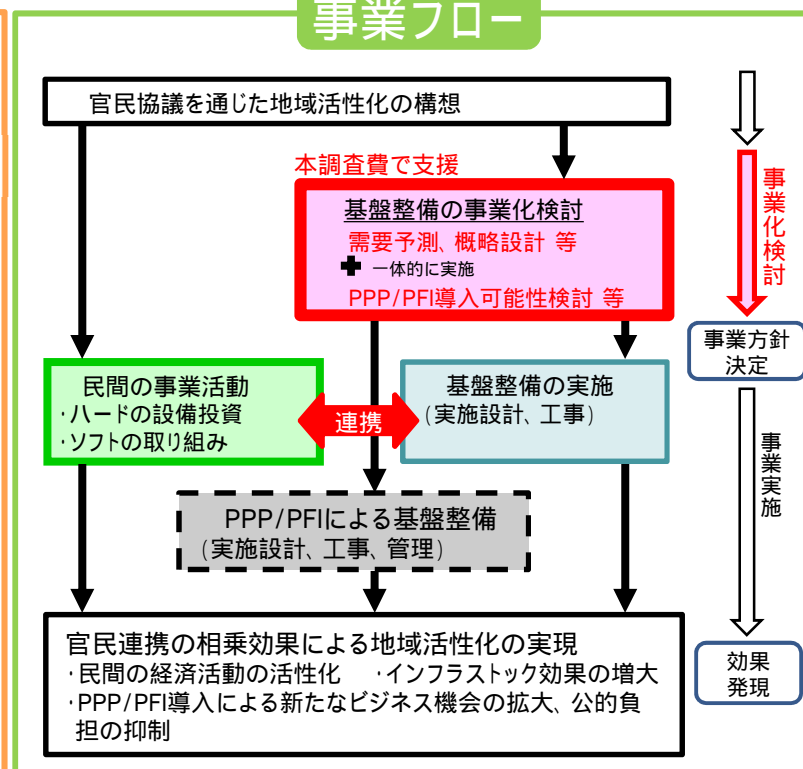 事業フロー
官民協議を通じた地域活性化の構想
本調査費で支援
基盤整備の事業化検討
需要予測、概略設計 等
✚ 一体的に実施
PPP/PFI導入可能性検討 等
事業化検討
事業方針
決定
民間の事業活動
・ハードの設備投資
・ソフトの取り組み
連携
基盤整備の実施
(実施設計、工事)
事業実施
PPP/PFIによる基盤整備
(実施設計、工事、管理)
官民連携の相乗効果による地域活性化の実現
・民間の経済活動の活性化 ・インフラストック効果の増大
・PPP/PFI導入による新たなビジネス機会の拡大、公的負
担の抑制
効果
発現